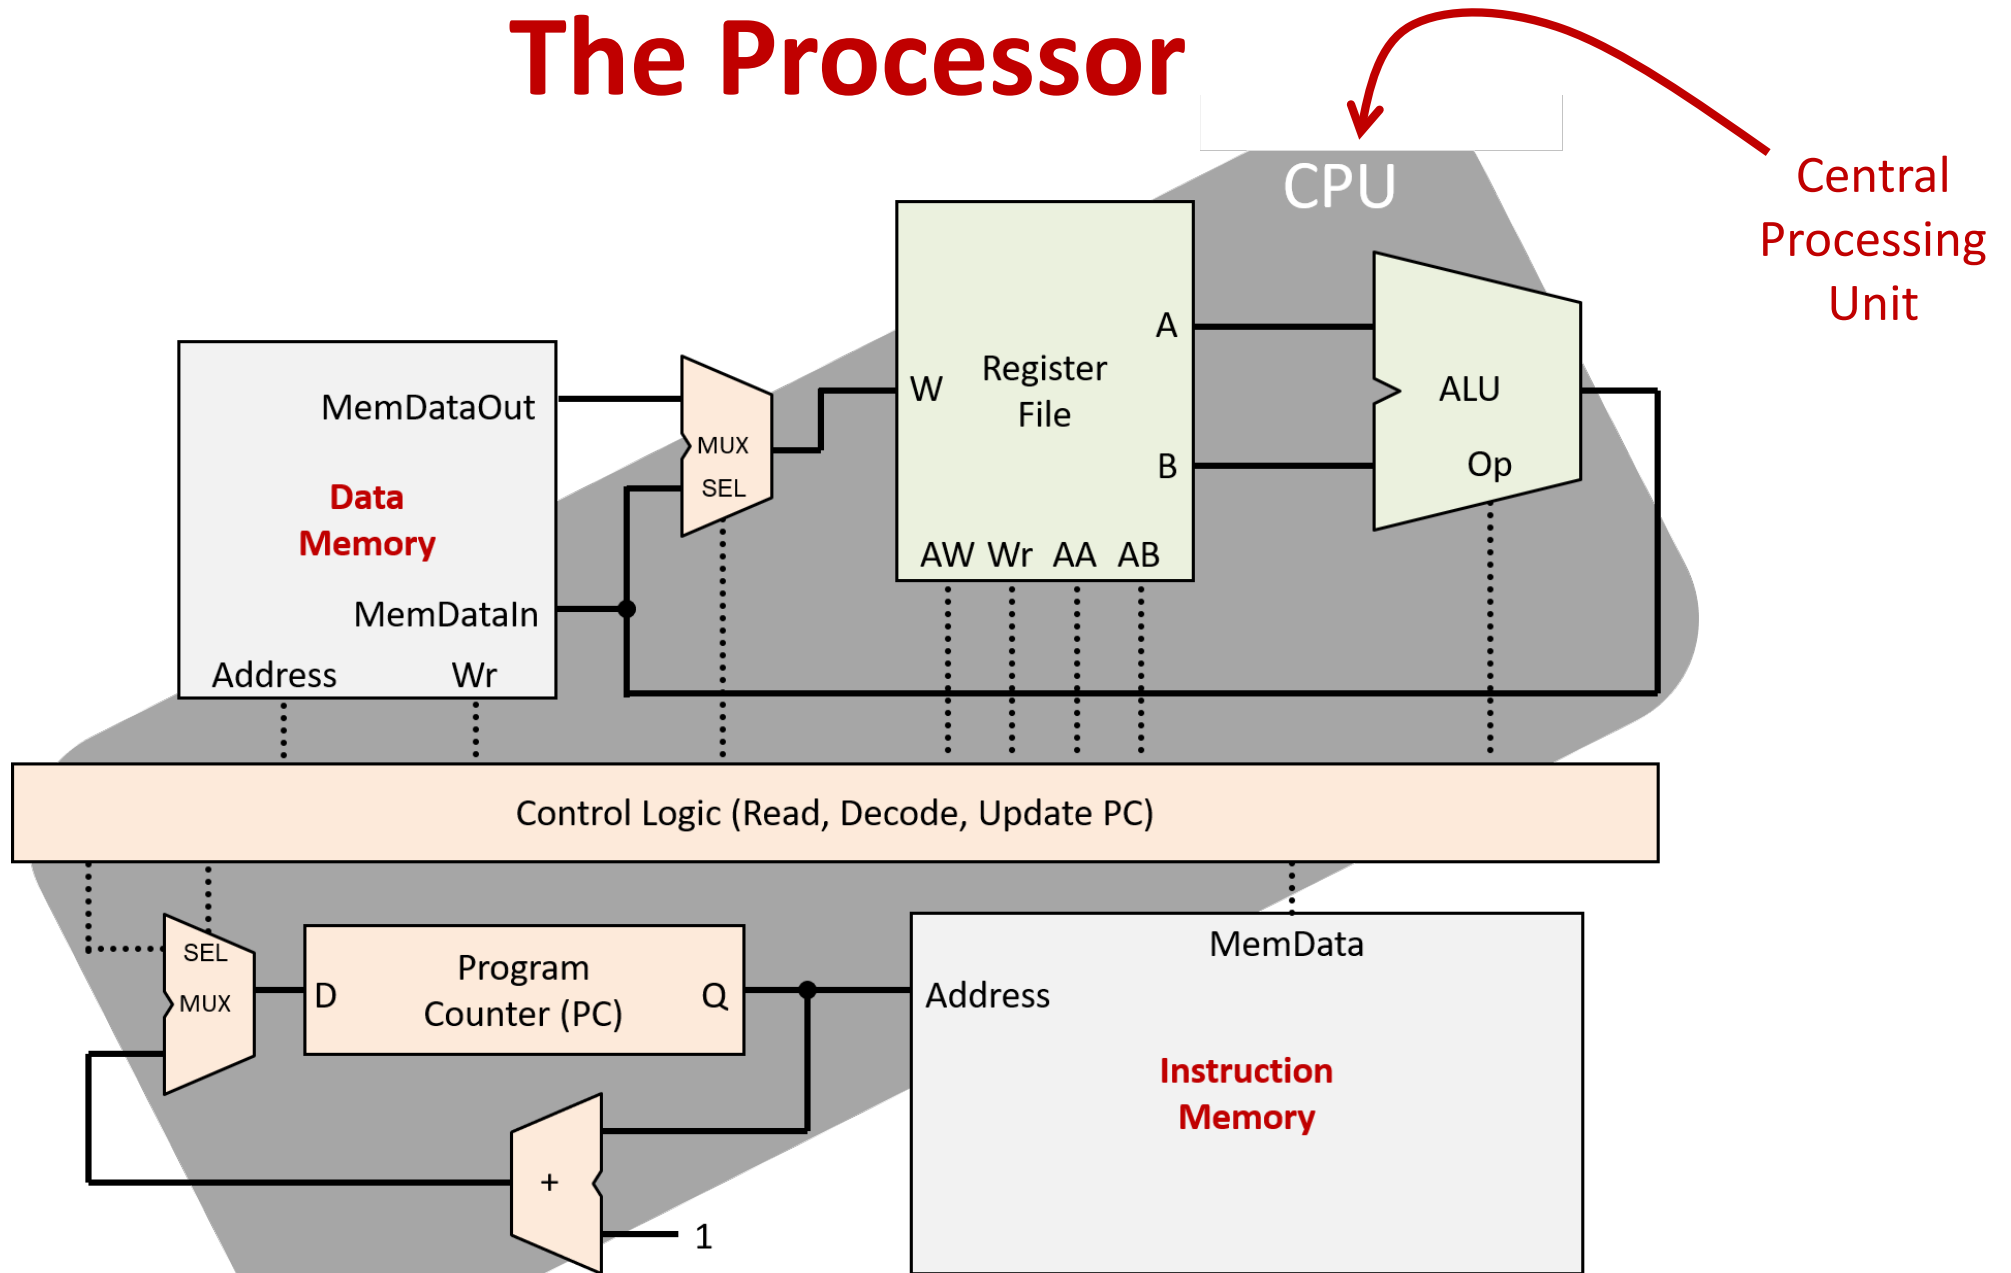 The Processor
CPU
Central
Processing
Unit
MemDataOut
Data
Memory
MemDataIn
Address
Wr
MUX
SEL
W
Register
File
A
B
AW
Wr
AA
AB
ALU
Op
Control Logic (Read, Decode, Update PC)
SEL
MUX
D
Program
Counter (PC)
Q
MemData
Address
Instruction
Memory
+
1